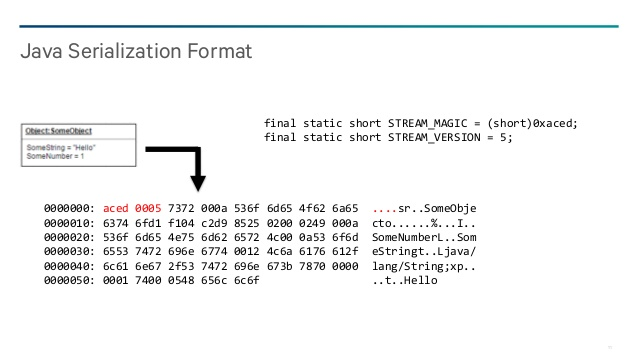 Java Serialization Format
final static short STREAM_MAGIC = (short)0xaced;
final static short STREAM_VERSION = 5;
Object:SomeObject
SomeString = "Hello"
SomeNumber = 1
0000000: aced 0005 7372 000a 536f 6d65 4f62 6a65 ....sr..SomeObje
0000010: 6374 6fd1 f104 c2d9 8525 0200 0249 000a cto......%...I..
0000020: 536f 6d65 4e75 6d62 6572 4c00 0a53 6f6d SomeNumberL..Som
0000030: 6553 7472 696e 6774 0012 4c6a 6176 612f eStringt..Ljava/
0000040: 6c61 6e67 2f53 7472 696e 673b 7870 0000 lang/String;xp..
0000050: 0001 7400 0548 656c 6c6f ..t..Hello